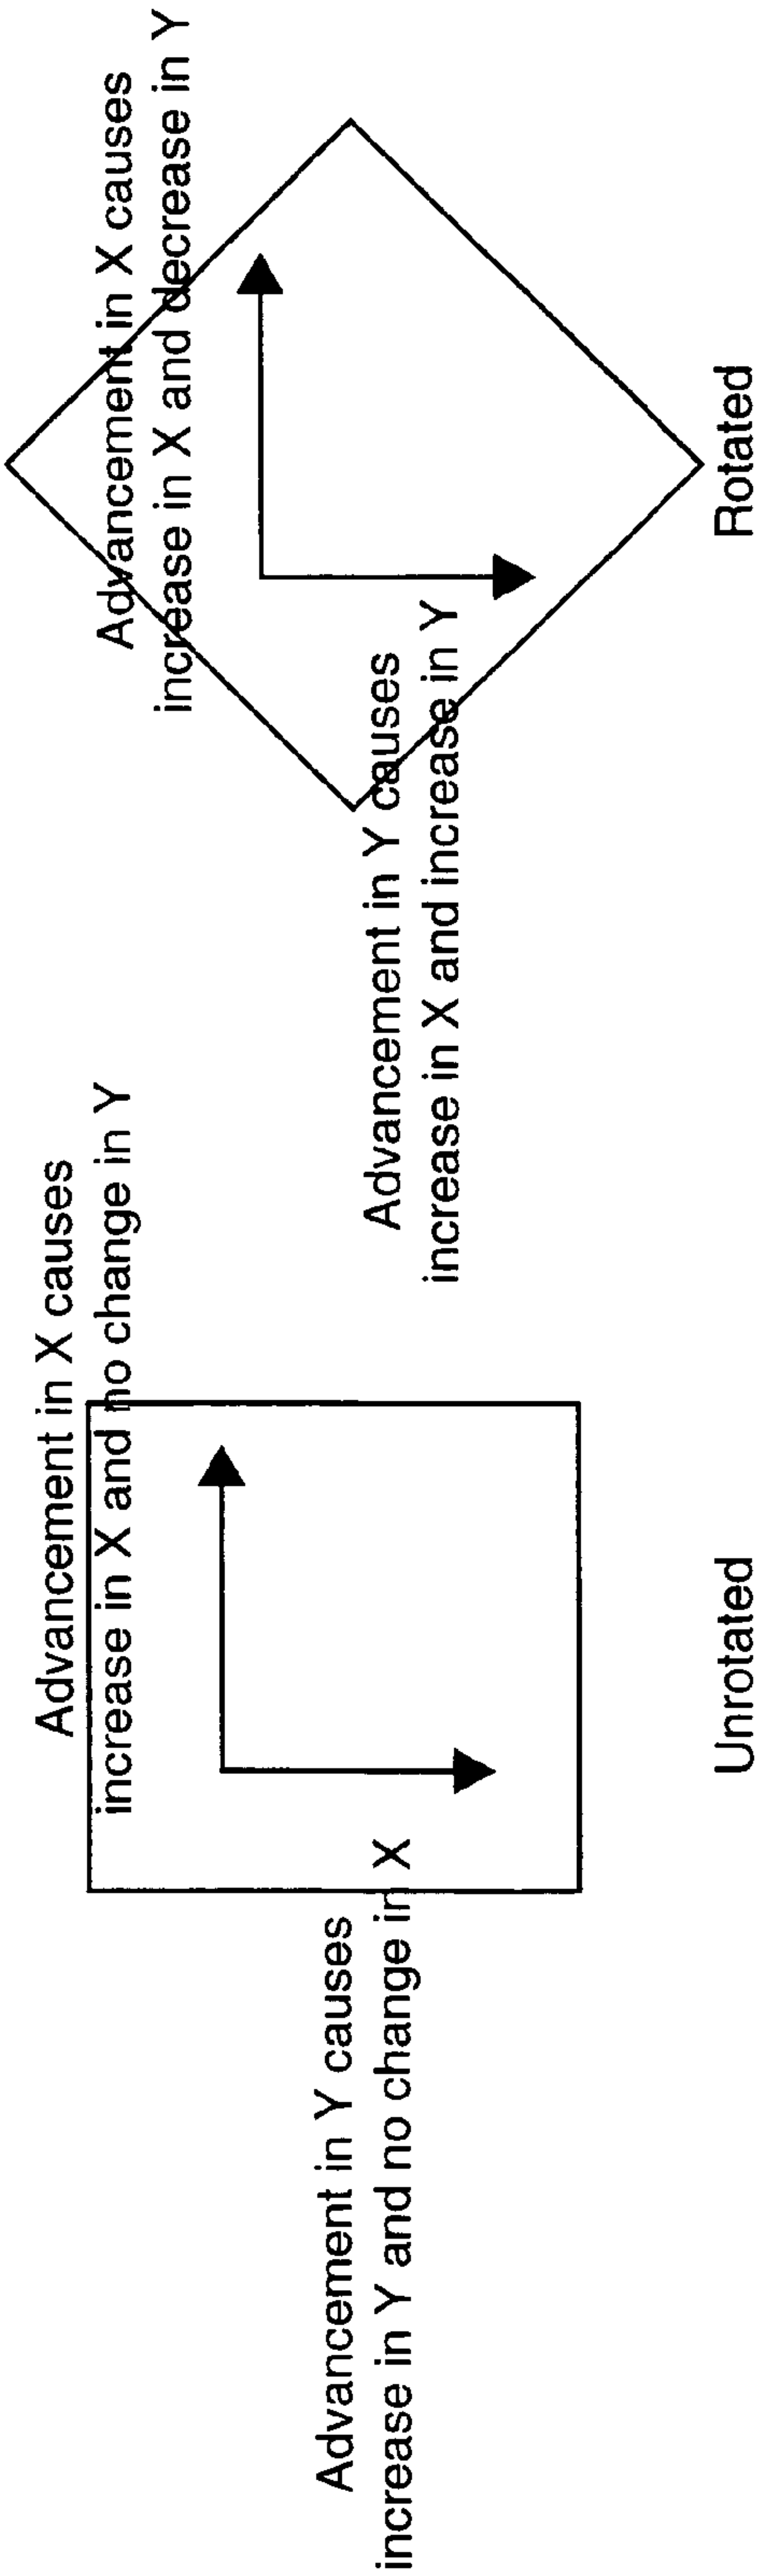 Advancement in X causes
increase in X and no change in Y
Advancement in Y causes
increase in Y and no change in X
Unrotated
Advancement in X causes
increase in X and decrease in Y
Advancement in Y causes
increase in X and increase in Y
Rotated